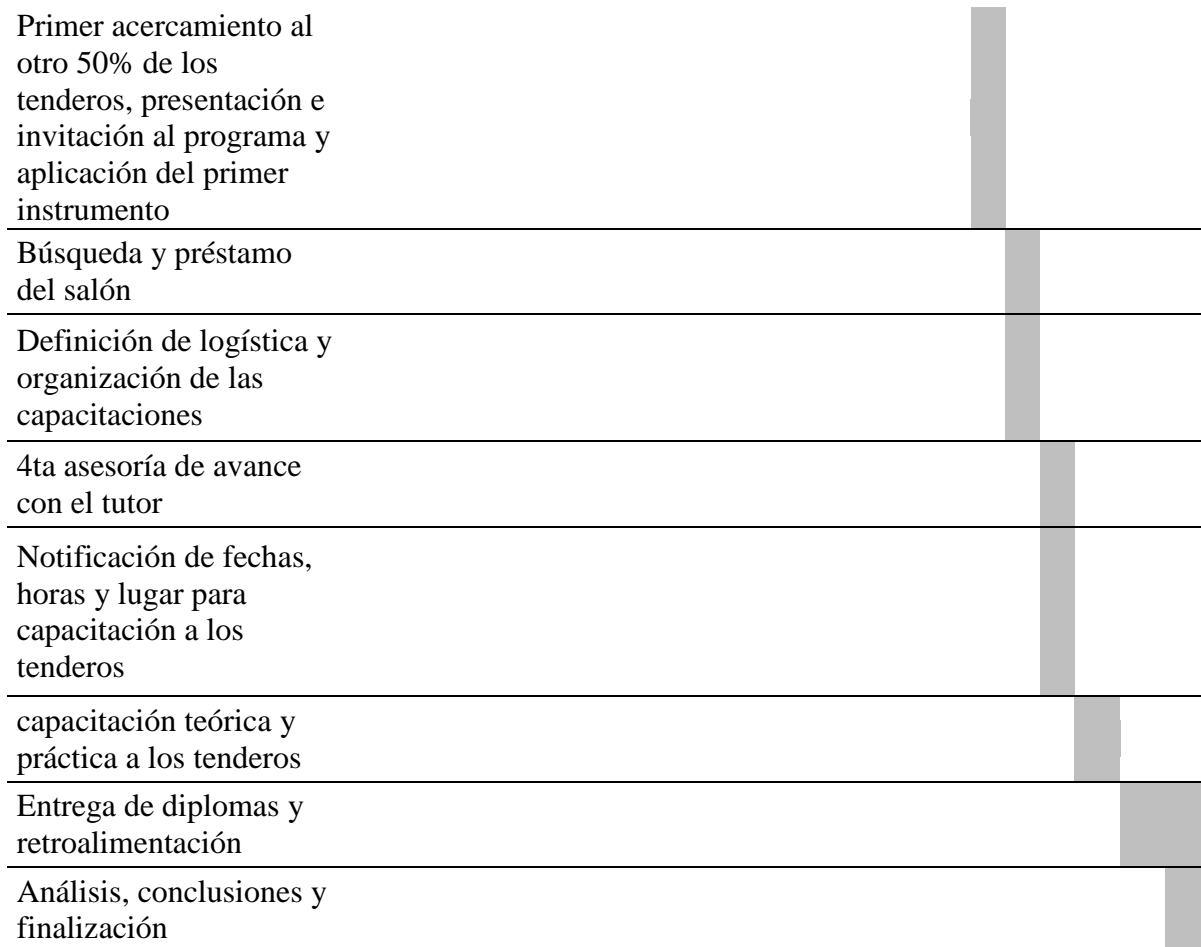 Primer acercamiento al
otro 50% de los
tenderos, presentación e
invitación al programa y
aplicación del primer
instrumento
Búsqueda y préstamo
del salón
Definición de logística y
organización de las
capacitaciones
4ta asesoría de avance
con el tutor
Notificación de fechas,
horas y lugar para
capacitación a los
tenderos
capacitación teórica y
práctica a los tenderos
Entrega de diplomas y
retroalimentación
Análisis, conclusiones y
finalización